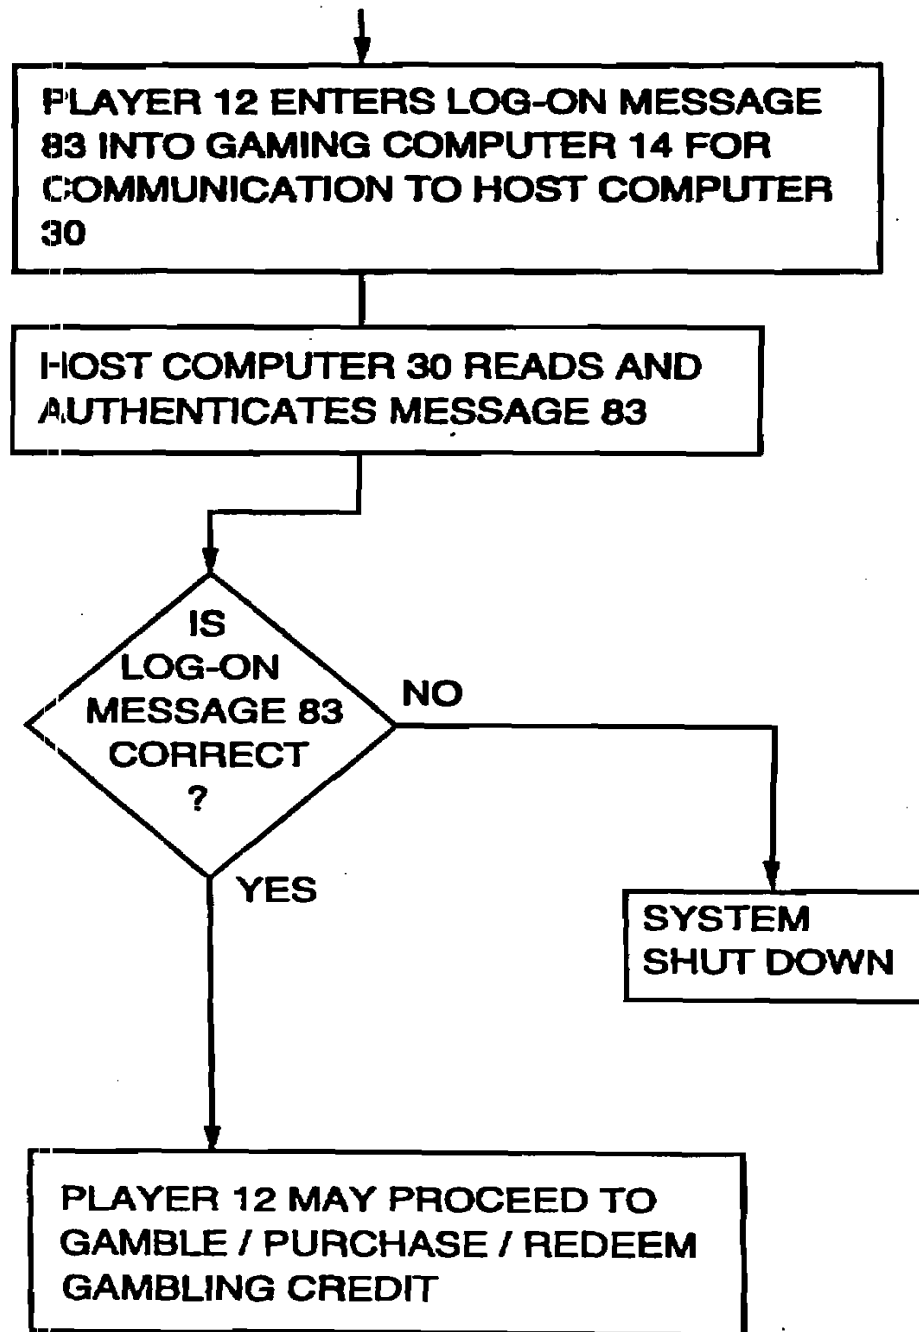 PLAYER 12 ENTERS LOG-ON MESSAGE
83 INTO GAMING COMPUTER 14 FOR
COMMUNICATION TO HOST COMPUTER
30
HOST COMPUTER 30 READS AND
AUTHENTICATES MESSAGE 83
IS
LOG-ON
MESSAGE 83
CORRECT
?
NO
YES
SYSTEM
SHUT DOWN
PLAYER 12 MAY PROCEED TO
GAMBLE / PURCHASE / REDEEM
GAMBLING CREDIT